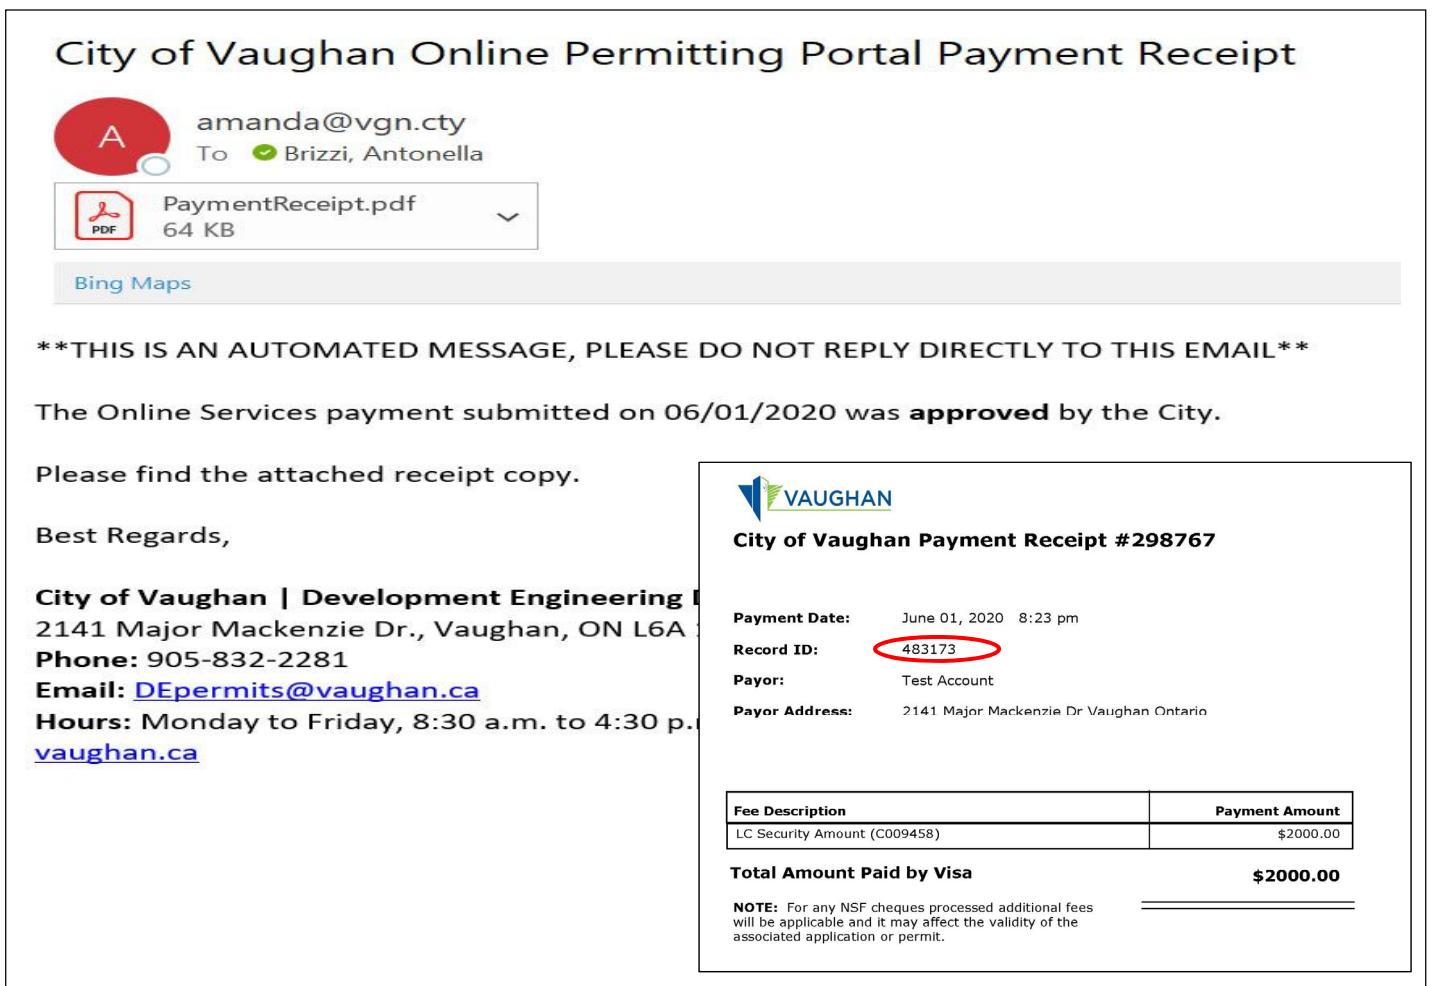 City of Vaughan Online Permitting Portal Payment Receipt
A
amanda@vgn.cty
To Brizzi, Antonella
PDF
PaymentReceipt.pdf
64 KB
Bing Maps
**THIS IS AN AUTOMATED MESSAGE, PLEASE DO NOT REPLY DIRECTLY TO THIS EMAIL**
The Online Services payment submitted on 06/01/2020 was approved by the City.
Please find the attached receipt copy.
Best Regards,
City of Vaughan | Development Engineering
2141 Major Mackenzie Dr., Vaughan, ON L6A
Phone: 905-832-2281
Email: DEpermits@vaughan.ca
Hours: Monday to Friday, 8:30 a.m. to 4:30 p.
vaughan.ca
VAUGHAN
City of Vaughan Payment Receipt #298767
Payment Date: June 01, 2020 8:23 pm
Record ID: 483173
Payor: Test Account
Payor Address: 2141 Major Mackenzie Dr Vaughan Ontario
Fee Description Payment Amount
LC Security Amount (C009458) $2000.00
Total Amount Paid by Visa $2000.00
NOTE: For any NSF cheques processed additional fees
will be applicable and it may affect the validity of the
associated application or permit.